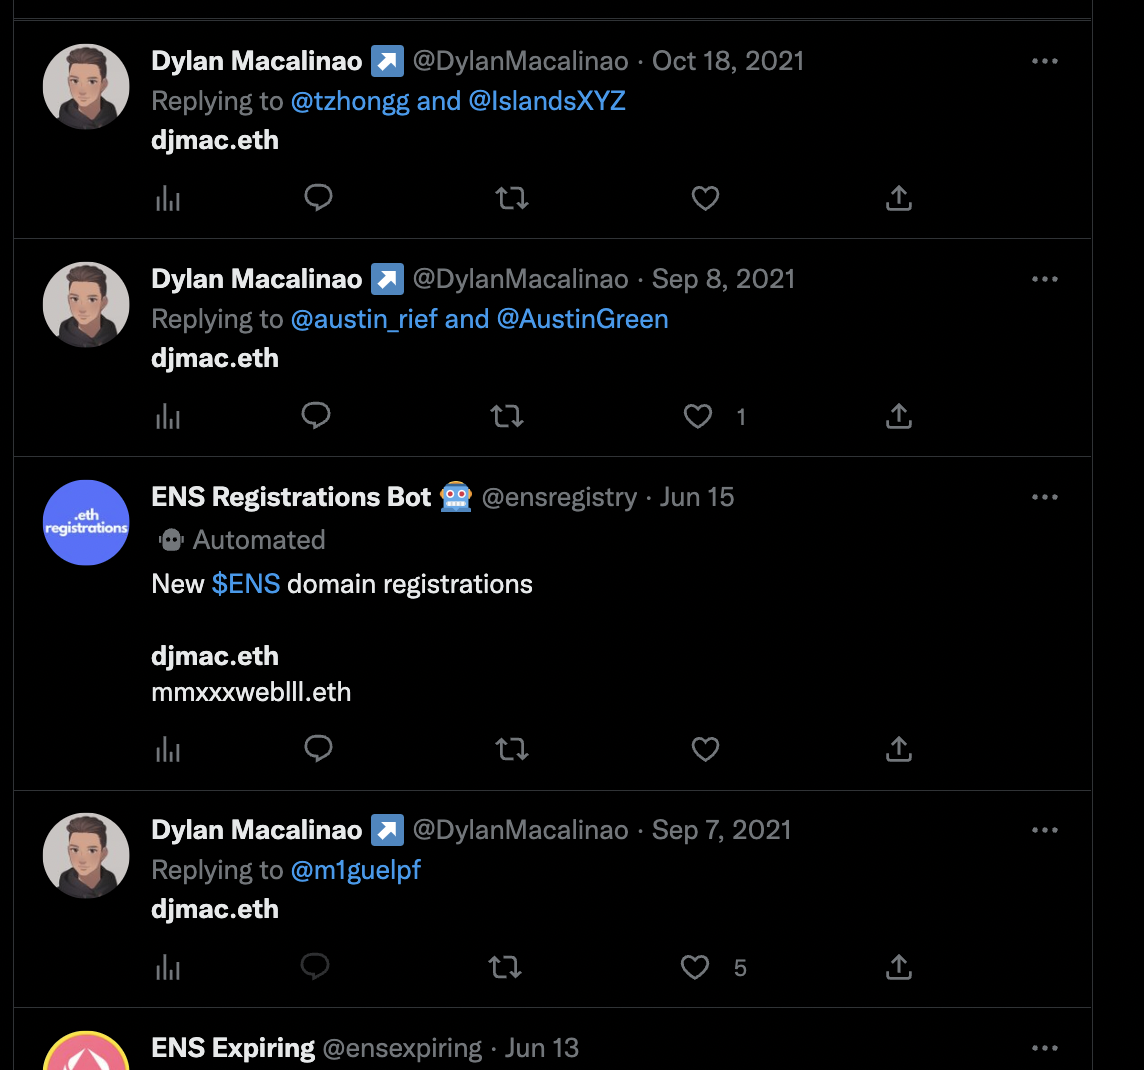 Dylan Macalinao ↗ @DylanMacalinao · Oct 18, 2021
Replying to @tzhongg and @IslandsXYZ
djmac.eth
Dylan Macalinao ↗ @DylanMacalinao · Sep 8, 2021
Replying to @austin_rief and @AustinGreen
djmac.eth
1
.eth
registrations
ENS Registrations Bot 🤖 @ensregistry · Jun 15
Automated
New $ENS domain registrations
djmac.eth
mmxxxweblll.eth
Dylan Macalinao ↗ @DylanMacalinao · Sep 7, 2021
Replying to @m1guelpf
djmac.eth
5
ENS Expiring @ensexpiring · Jun 13